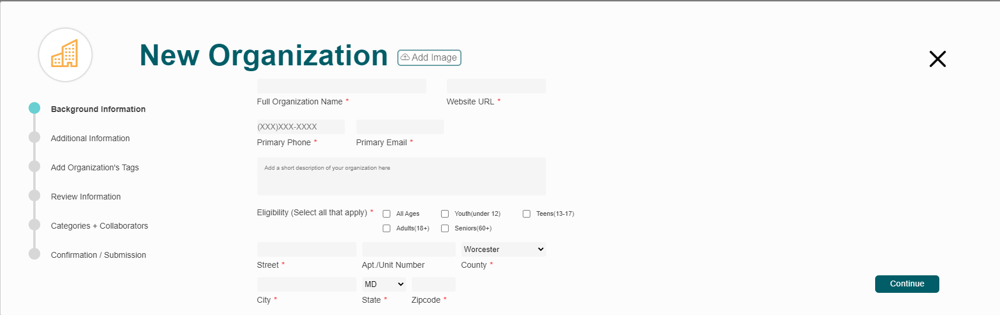 New Organization
Add Image
Full Organization Name *
Website URL *
(XXX)XXX-XXXX
Primary Phone *
Primary Email *
Add a short description of your organization here
Eligibility (Select all that apply) *
All Ages
Youth(under 12)
Teens(13-17)
Adults(18+)
Seniors(60+)
Worcester
Street *
Apt./Unit Number
County *
MD
City *
State *
Zipcode *
Background Information
Additional Information
Add Organization's Tags
Review Information
Categories + Collaborators
Confirmation / Submission
Continue